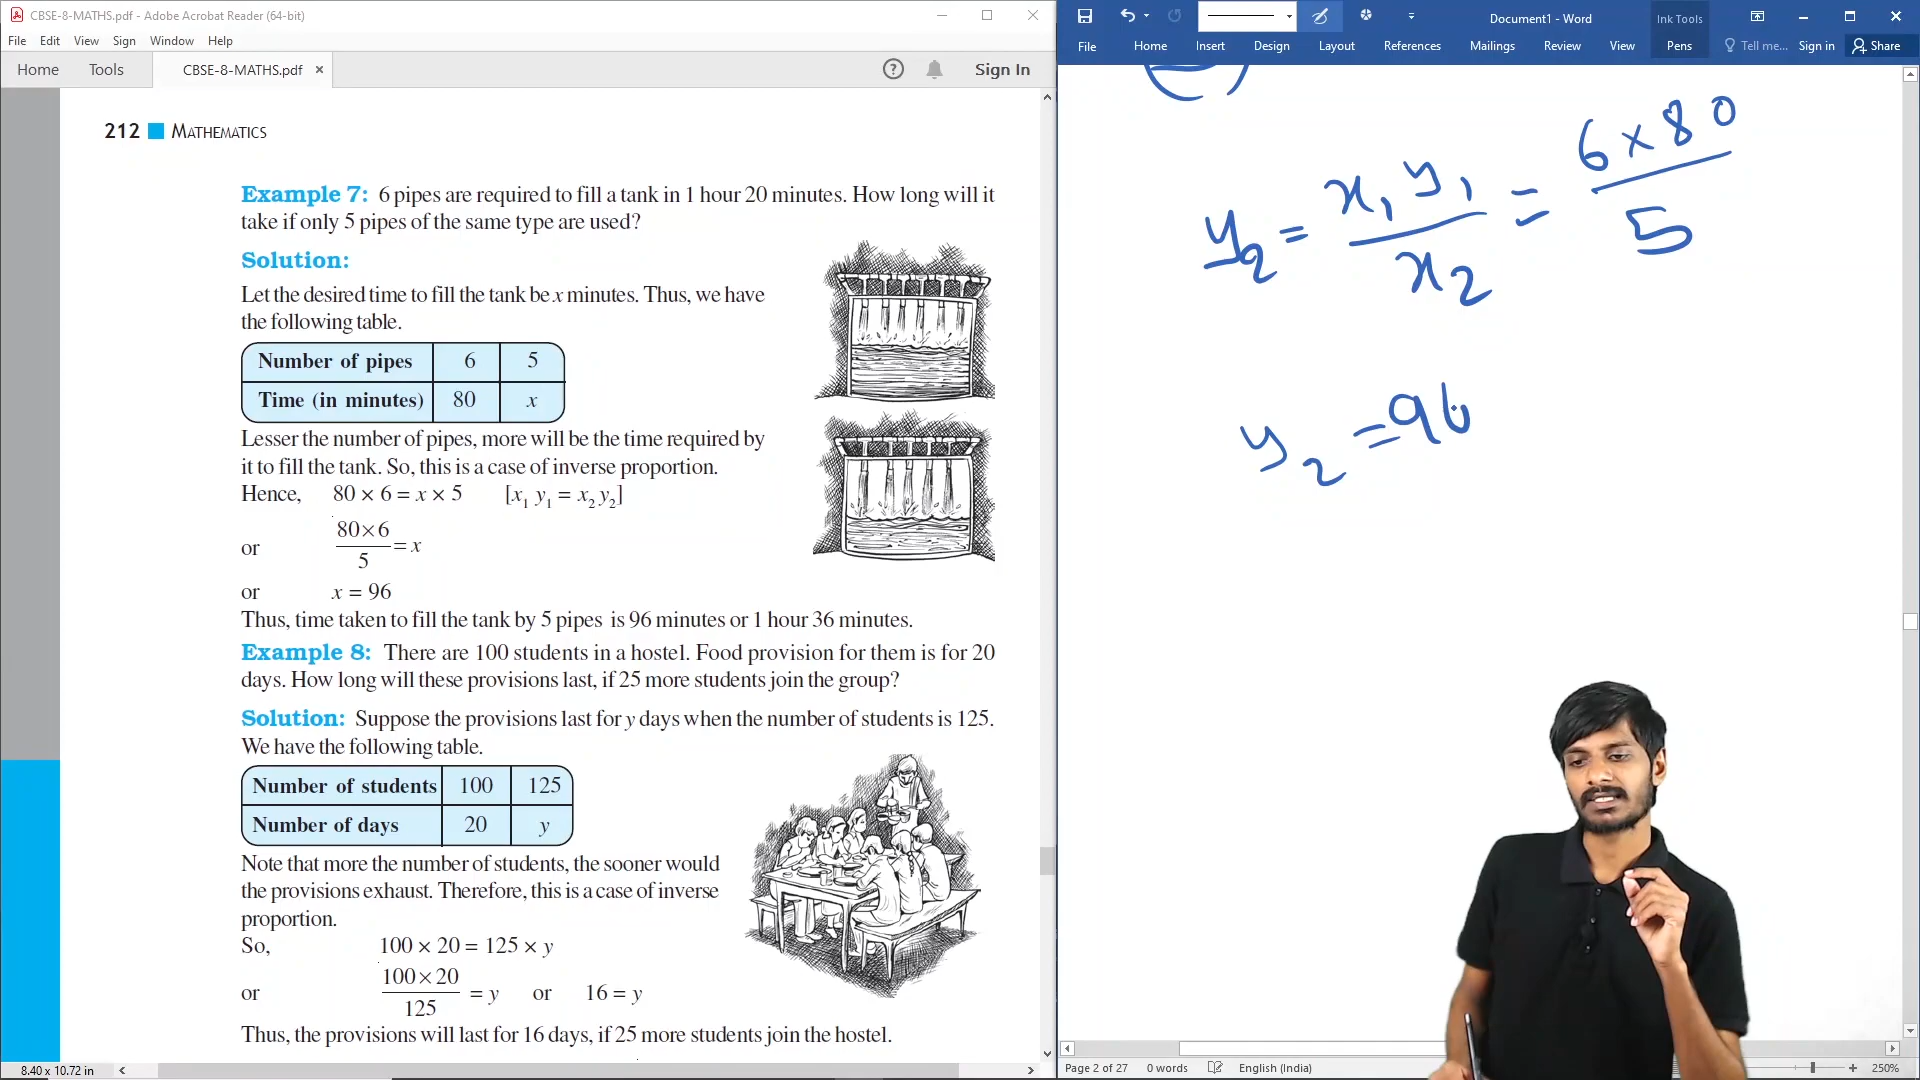 CBSE-8-MATHS.pdf - Adobe Acrobat Reader (64-bit)
File Edit View Sign Window Help
Home Tools CBSE-8-MATHS.pdf × Sign In
212 MATHEMATICS
Example 7: 6 pipes are required to fill a tank in 1 hour 20 minutes. How long will it
take if only 5 pipes of the same type are used?
Solution:
Let the desired time to fill the tank be x minutes. Thus, we have
the following table.
Number of pipes 6 5
Time (in minutes) 80 x
Lesser the number of pipes, more will be the time required by
it to fill the tank. So, this is a case of inverse proportion.
Hence, 80 × 6 = x × 5 [x₁ y₁ = x₂ y₂]
or 80×6/5 = x
or x = 96
Thus, time taken to fill the tank by 5 pipes is 96 minutes or 1 hour 36 minutes.
Example 8: There are 100 students in a hostel. Food provision for them is for 20
days. How long will these provisions last, if 25 more students join the group?
Solution: Suppose the provisions last for y days when the number of students is 125.
We have the following table.
Number of students 100 125
Number of days 20 y
Note that more the number of students, the sooner would
the provisions exhaust. Therefore, this is a case of inverse
proportion.
So, 100 × 20 = 125 × y
or 100×20/125 = y or 16 = y
Thus, the provisions will last for 16 days, if 25 more students join the hostel.
8.40 x 10.72 in
Document1 - Word
Ink Tools
File Home Insert Design Layout References Mailings Review View Pens Tell me... Sign in Share
y₂ = x₁ y₁/x₂ = 6 × 80/5
y₂ = 96
Page 2 of 27 0 words English (India) 250%